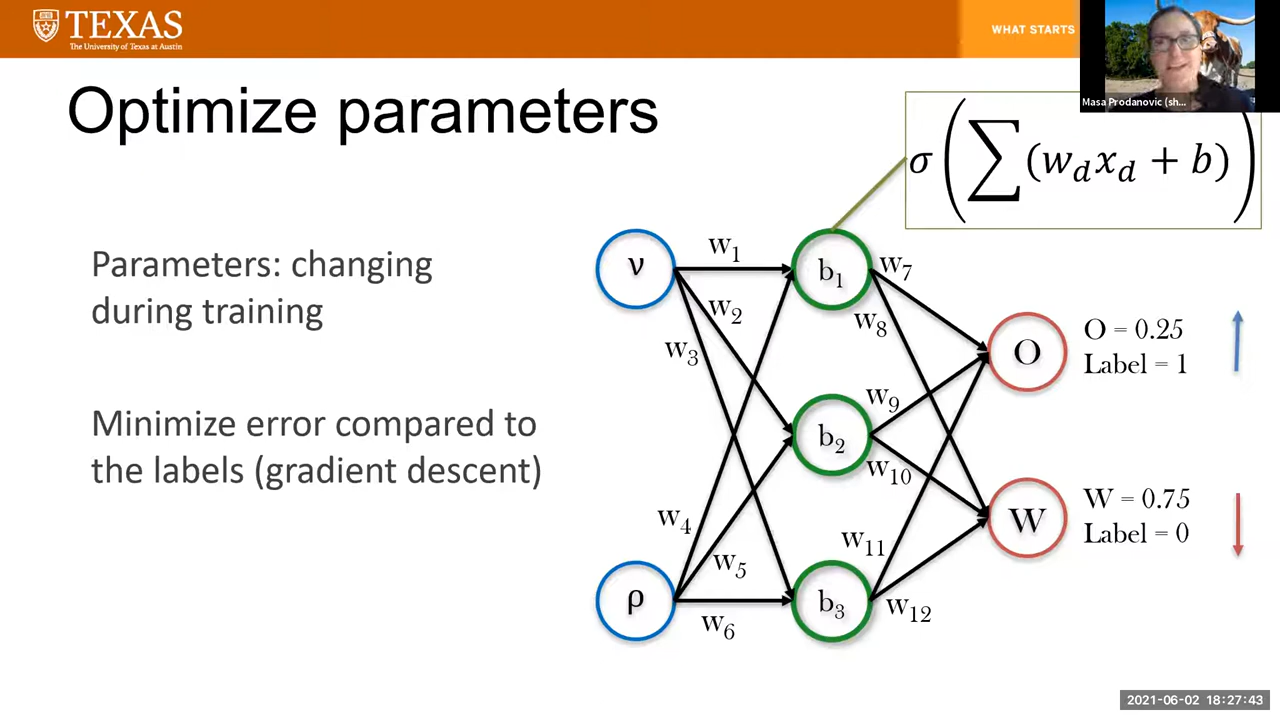 TEXAS
The University of Texas at Austin
WHAT STARTS
Masa Prodanovic (sh...
Optimize parameters
σ(∑(w_d x_d + b))
Parameters: changing
during training
Minimize error compared to
the labels (gradient descent)
ν
w₁
w₂
w₃
b₁
w₇
w₈
O
O = 0.25
Label = 1
b₂
w₉
w₁₀
W
W = 0.75
Label = 0
w₄
w₅
w₆
ρ
b₃
w₁₁
w₁₂
2021-06-02 18:27:43